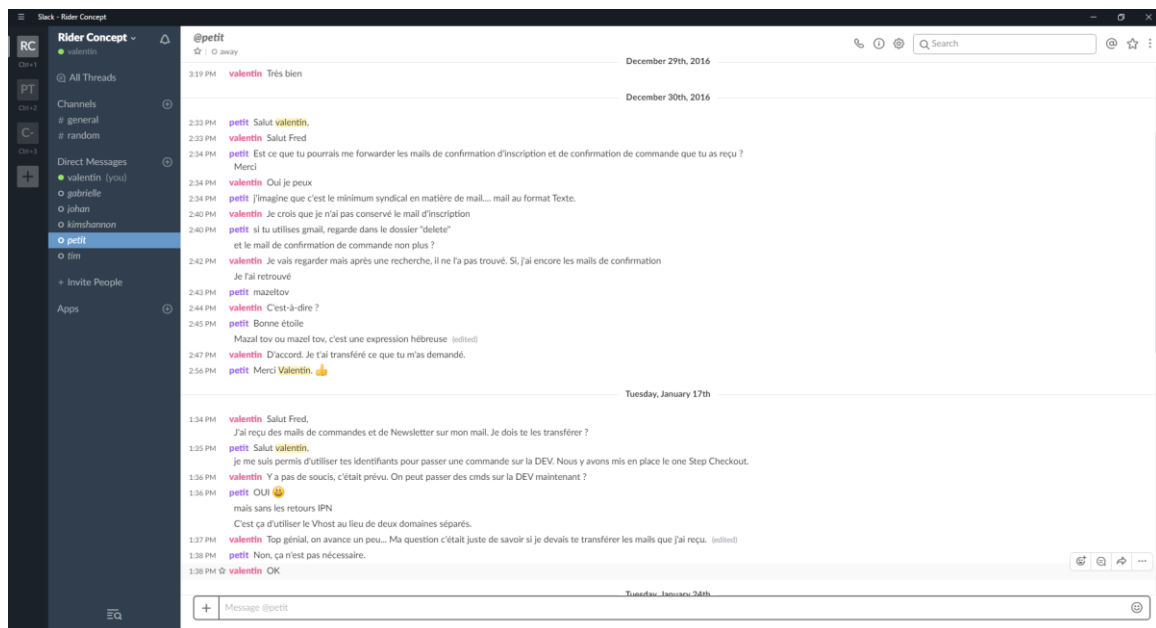 Slack - Rider Concept
RC
Ctrl+1
PT
Ctrl+2
C-
Ctrl+3
Rider Concept
valentin
All Threads
Channels
# general
# random
Direct Messages
valentin (you)
gabrielle
johan
kimshannon
petit
tim
+ Invite People
Apps
@petit
away
Search
December 29th, 2016
3:19 PM valentin Très bien
December 30th, 2016
2:33 PM petit Salut valentin,
2:33 PM valentin Salut Fred
2:34 PM petit Est ce que tu pourrais me forwarder les mails de confirmation d'inscription et de confirmation de commande que tu as reçu ?
Merci
2:34 PM valentin Oui je peux
2:34 PM petit j'imagine que c'est le minimum syndical en matière de mail.... mail au format Texte.
2:40 PM valentin Je crois que je n'ai pas conservé le mail d'inscription
2:40 PM petit si tu utilises gmail, regarde dans le dossier "delete"
et le mail de confirmation de commande non plus ?
2:42 PM valentin Je vais regarder mais après une recherche, il ne l'a pas trouvé. Si, j'ai encore les mails de confirmation
Je l'ai retrouvé
2:43 PM petit mazeltov
2:44 PM valentin C'est-à-dire ?
2:45 PM petit Bonne étoile
Mazal tov ou mazel tov, c'est une expression hébreuse (edited)
2:47 PM valentin D'accord. Je t'ai transféré ce que tu m'as demandé.
2:56 PM petit Merci Valentin. 👍
Tuesday, January 17th
1:34 PM valentin Salut Fred,
J'ai reçu des mails de commandes et de Newsletter sur mon mail. Je dois te les transférer ?
1:35 PM petit Salut valentin,
je me suis permis d'utiliser tes identifiants pour passer une commande sur la DEV. Nous y avons mis en place le one Step Checkout.
1:36 PM valentin Y a pas de soucis, c'était prévu. On peut passer des cmds sur la DEV maintenant ?
1:36 PM petit OUI 😃
mais sans les retours IPN
C'est ça d'utiliser le Vhost au lieu de deux domaines séparés.
1:37 PM valentin Top génial, on avance un peu... Ma question c'était juste de savoir si je devais te transférer les mails que j'ai reçu. (edited)
1:38 PM petit Non, ça n'est pas nécessaire.
1:38 PM valentin OK
Tuesday, January 24th
Message @petit